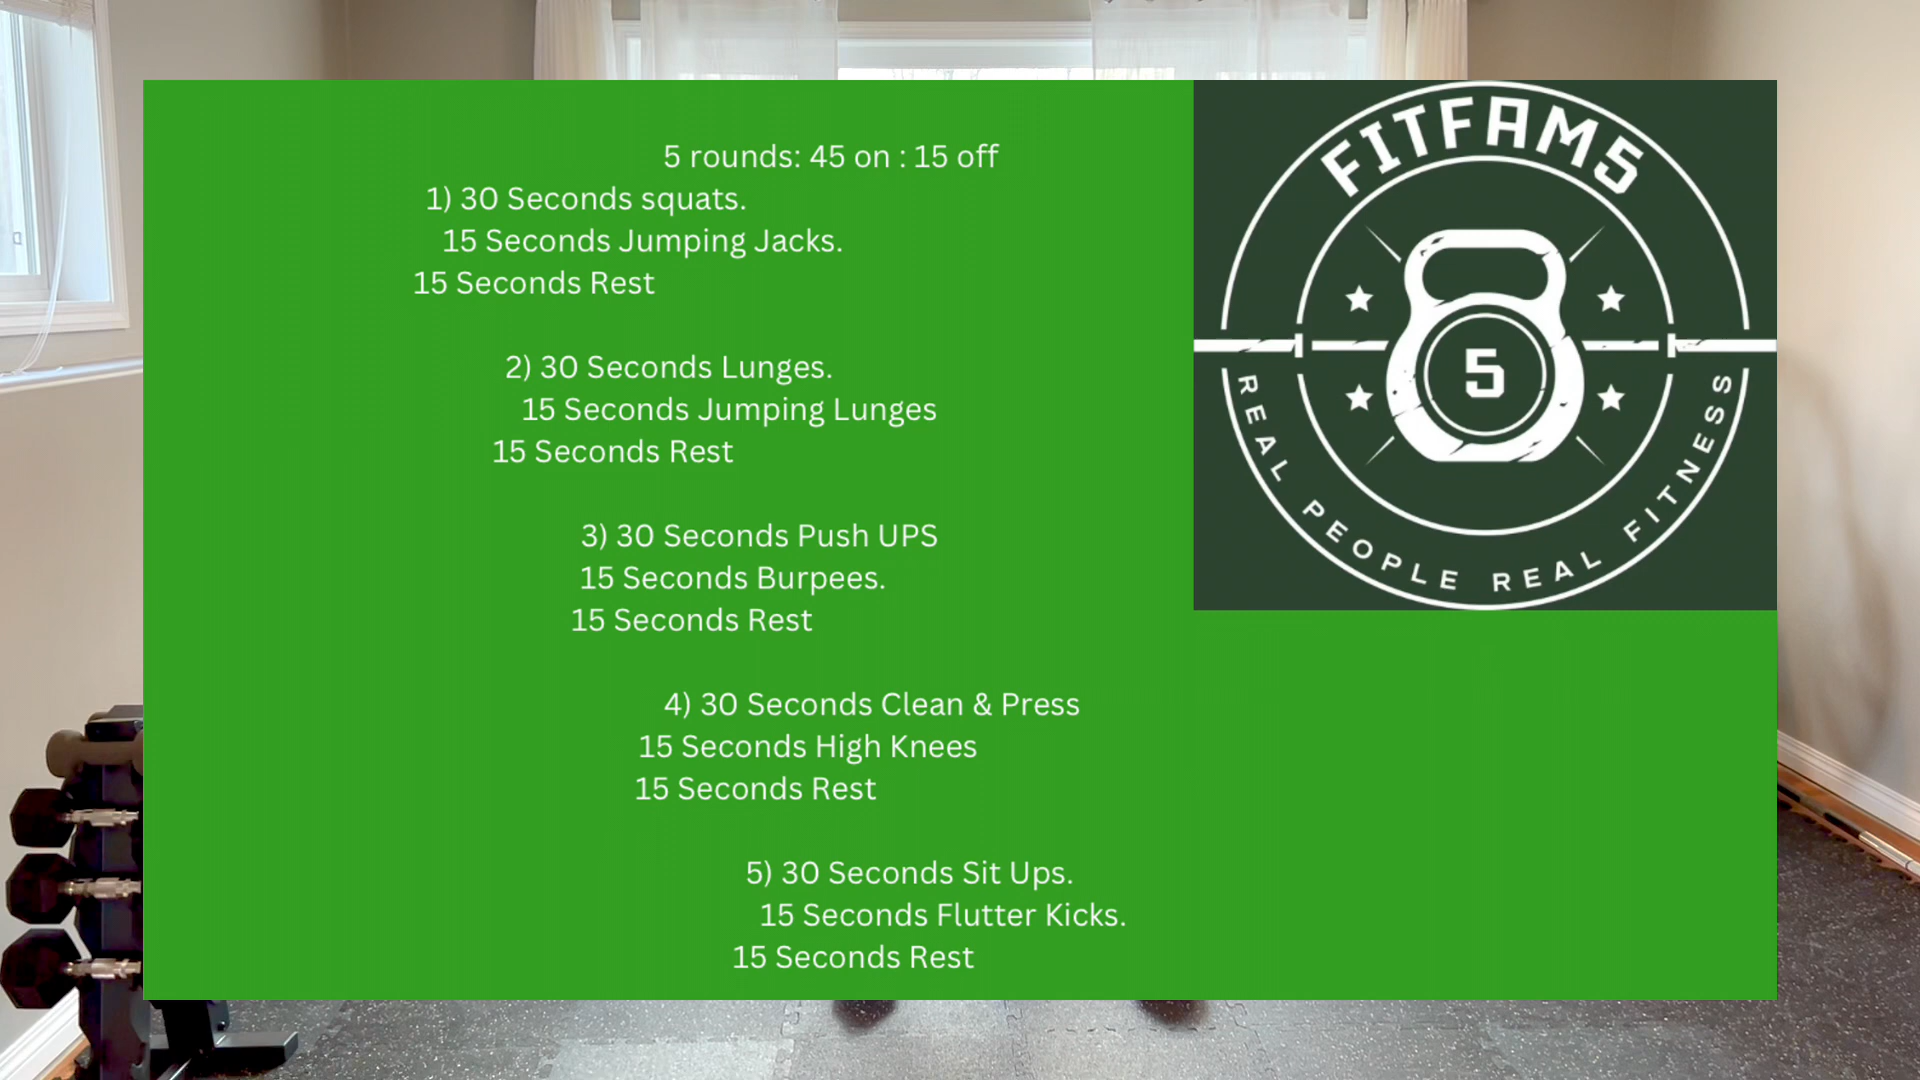 5 rounds: 45 on : 15 off
1) 30 Seconds squats.
15 Seconds Jumping Jacks.
15 Seconds Rest
2) 30 Seconds Lunges.
15 Seconds Jumping Lunges
15 Seconds Rest
3) 30 Seconds Push UPS
15 Seconds Burpees.
15 Seconds Rest
4) 30 Seconds Clean & Press
15 Seconds High Knees
15 Seconds Rest
5) 30 Seconds Sit Ups.
15 Seconds Flutter Kicks.
15 Seconds Rest
FITFAM5
5
REAL PEOPLE REAL FITNESS